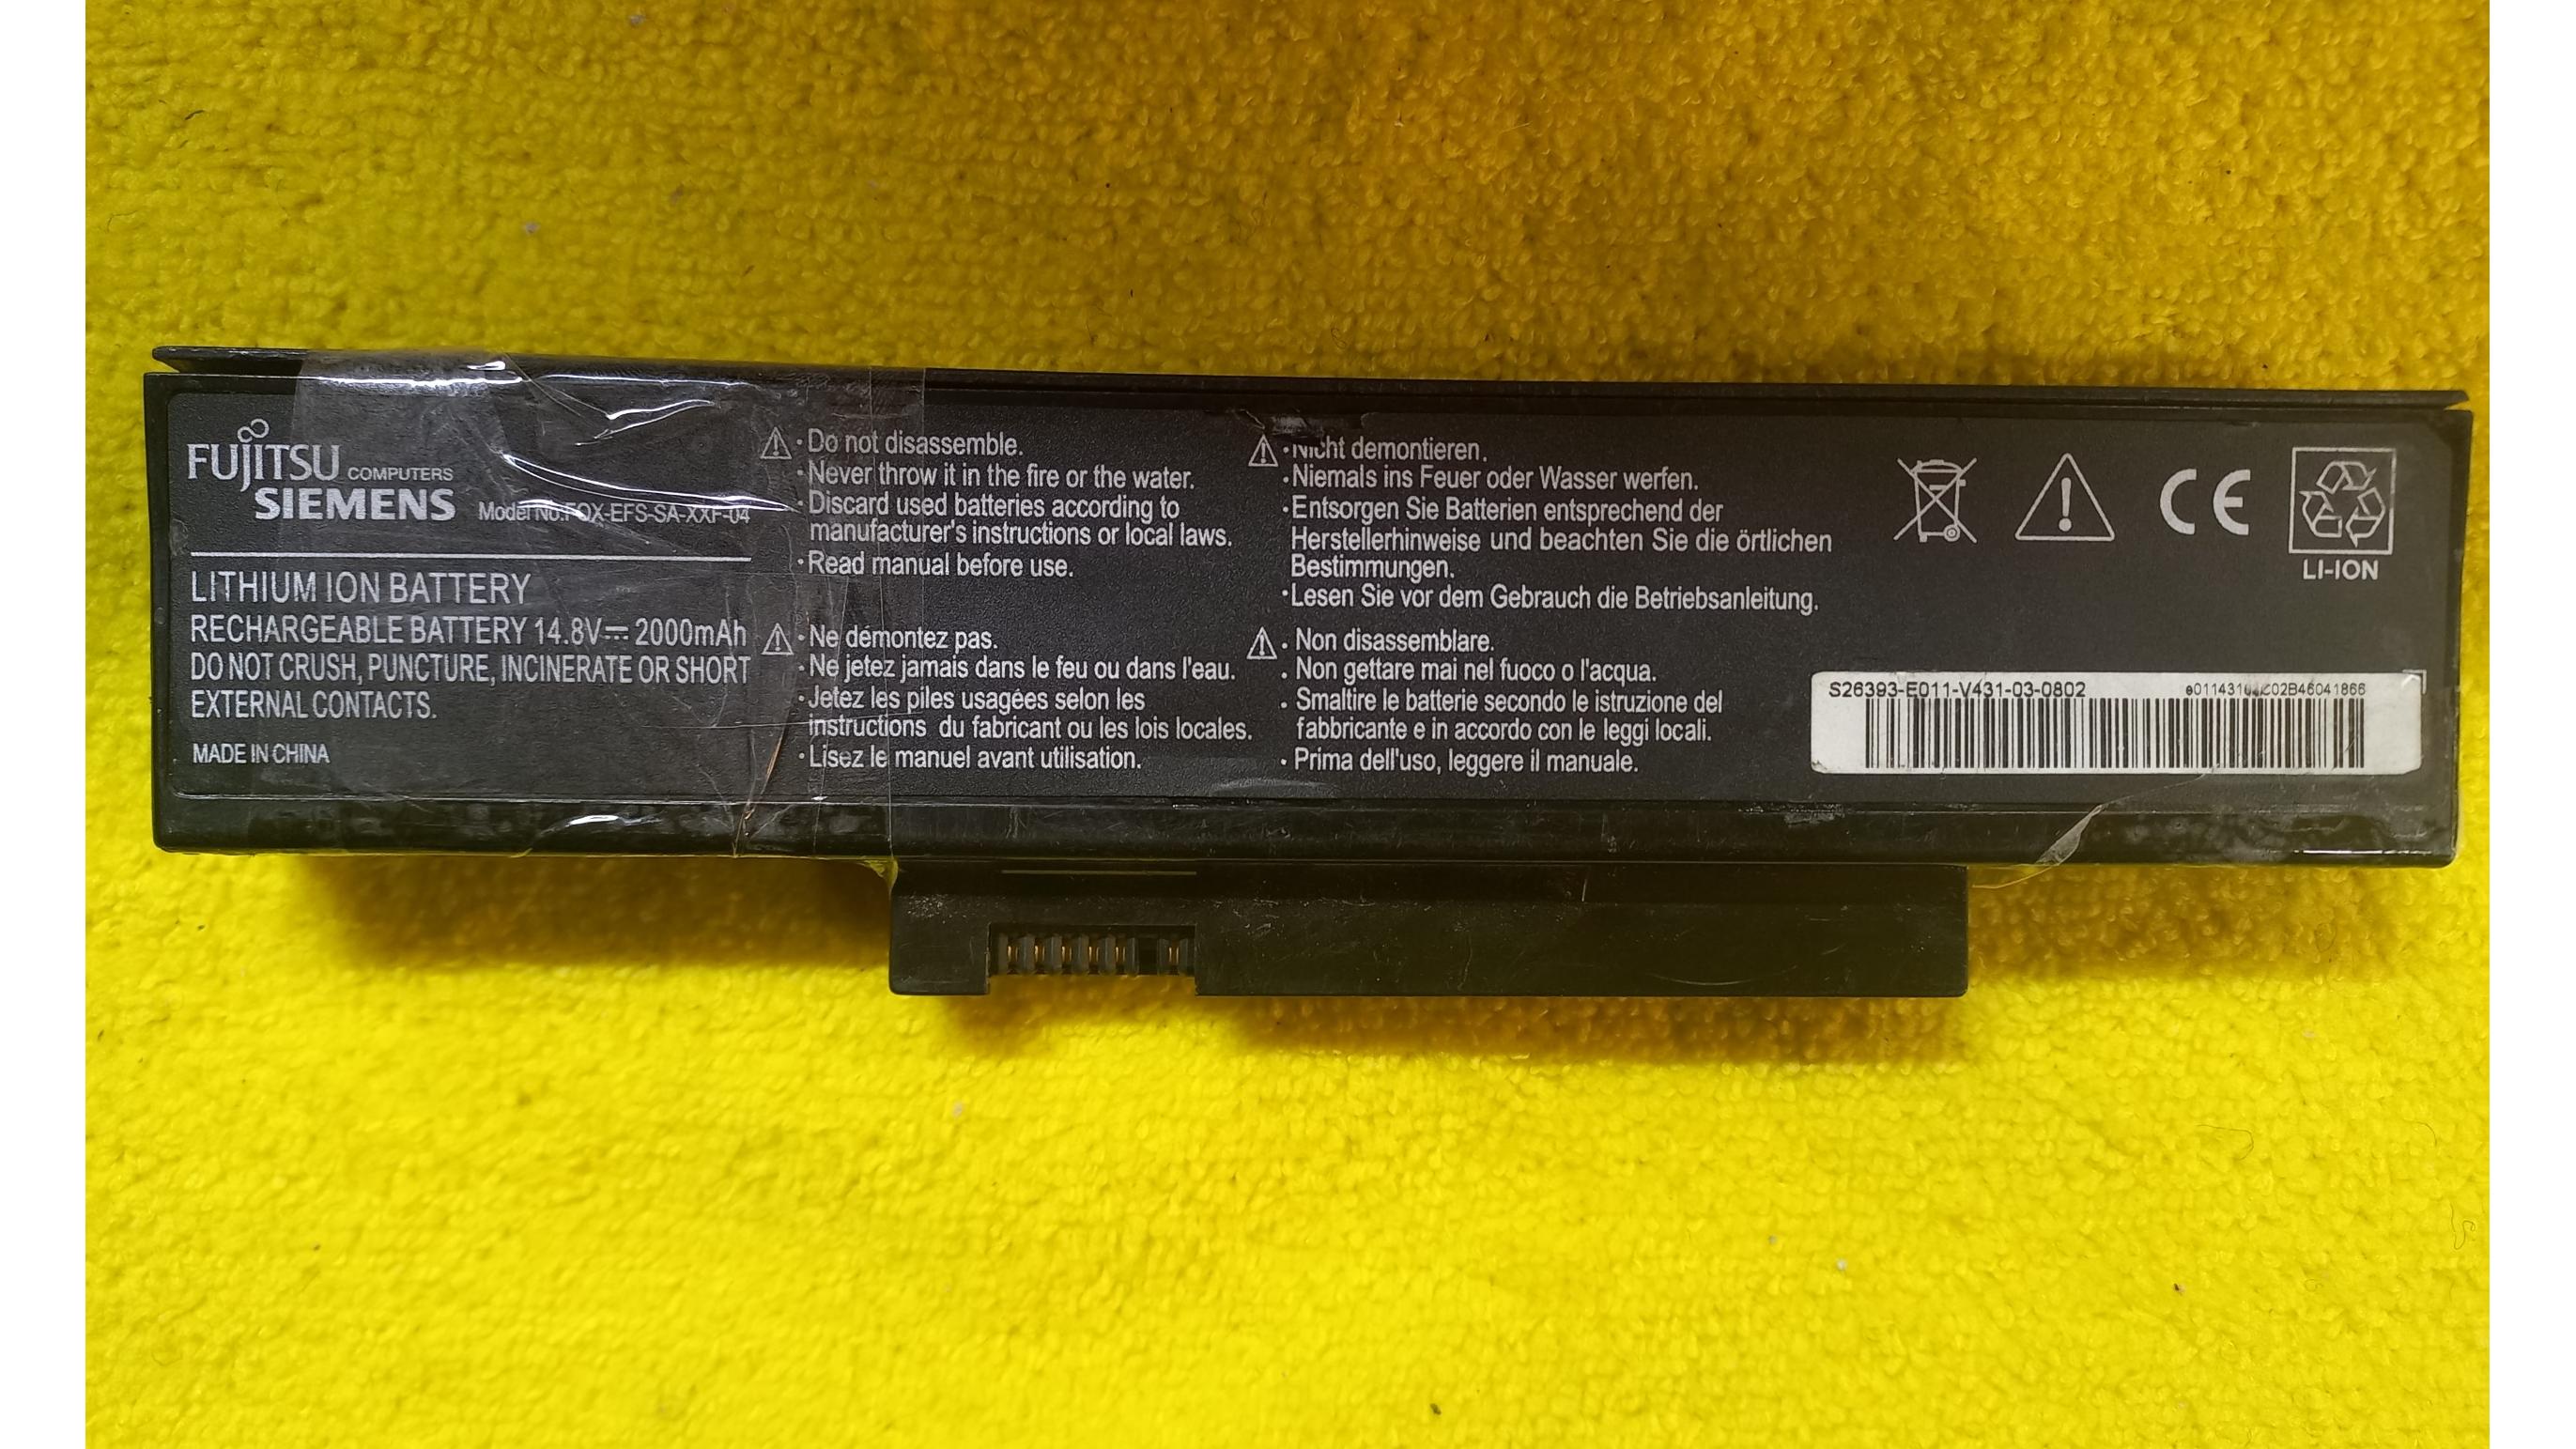 FUJITSU COMPUTERS
SIEMENS Model No.FOX-EFS-SA-XXF-04
LITHIUM ION BATTERY
RECHARGEABLE BATTERY 14.8V⎓ 2000mAh
DO NOT CRUSH, PUNCTURE, INCINERATE OR SHORT
EXTERNAL CONTACTS.
MADE IN CHINA
⚠ · Do not disassemble.
· Never throw it in the fire or the water.
· Discard used batteries according to
manufacturer's instructions or local laws.
· Read manual before use.
⚠ · Ne démontez pas.
· Ne jetez jamais dans le feu ou dans l'eau.
· Jetez les piles usagées selon les
instructions du fabricant ou les lois locales.
· Lisez le manuel avant utilisation.
⚠ · Nicht demontieren.
· Niemals ins Feuer oder Wasser werfen.
· Entsorgen Sie Batterien entsprechend der
Herstellerhinweise und beachten Sie die örtlichen
Bestimmungen.
· Lesen Sie vor dem Gebrauch die Betriebsanleitung.
⚠ · Non disassemblare.
· Non gettare mai nel fuoco o l'acqua.
· Smaltire le batterie secondo le istruzione del
fabbricante e in accordo con le leggi locali.
· Prima dell'uso, leggere il manuale.
CE
LI-ION
S26393-E011-V431-03-0802